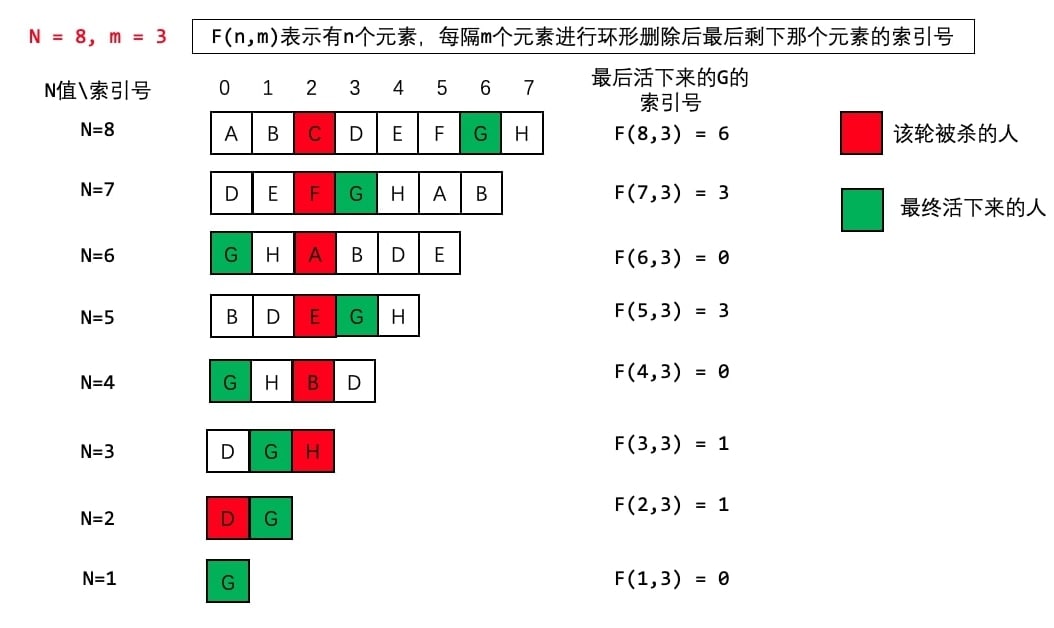 N = 8, m = 3
F(n,m)表示有n个元素，每隔m个元素进行环形删除后最后剩下那个元素的索引号
N值\索引号 0 1 2 3 4 5 6 7
最后活下来的G的
索引号
N=8 A B C D E F G H F(8,3) = 6
该轮被杀的人
N=7 D E F G H A B F(7,3) = 3
最终活下来的人
N=6 G H A B D E F(6,3) = 0
N=5 B D E G H F(5,3) = 3
N=4 G H B D F(4,3) = 0
N=3 D G H F(3,3) = 1
N=2 D G F(2,3) = 1
N=1 G F(1,3) = 0